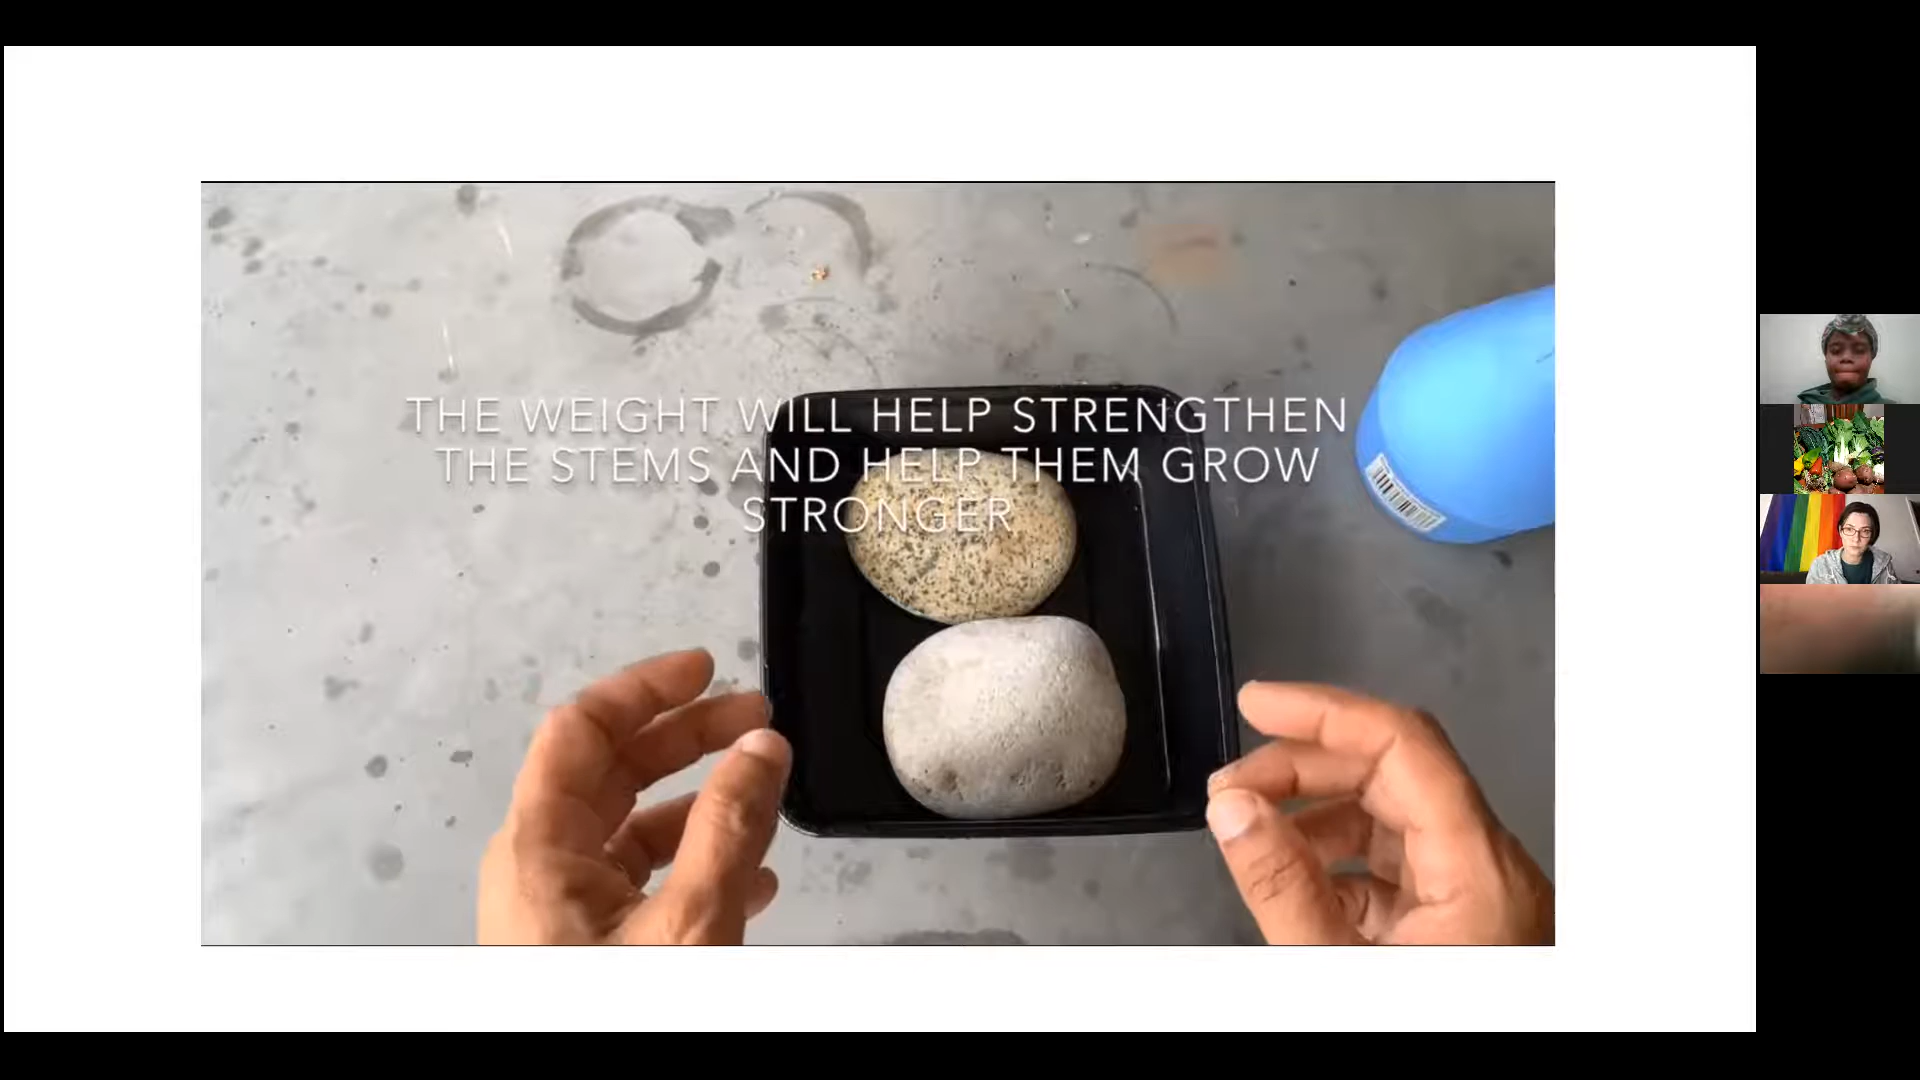 THE WEIGHT WILL HELP STRENGTHEN
THE STEMS AND HELP THEM GROW
STRONGER